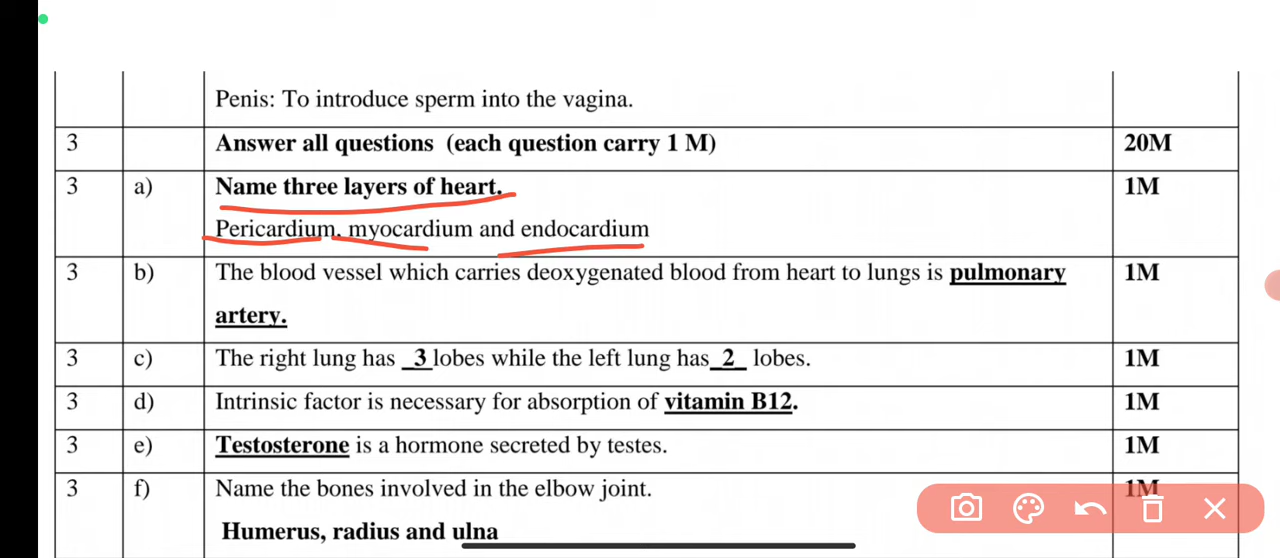 Penis: To introduce sperm into the vagina.
3 Answer all questions (each question carry 1 M) 20M
3 a) Name three layers of heart. 1M
Pericardium, myocardium and endocardium
3 b) The blood vessel which carries deoxygenated blood from heart to lungs is pulmonary 1M
artery.
3 c) The right lung has _3 lobes while the left lung has_2_ lobes. 1M
3 d) Intrinsic factor is necessary for absorption of vitamin B12. 1M
3 e) Testosterone is a hormone secreted by testes. 1M
3 f) Name the bones involved in the elbow joint. 1M
Humerus, radius and ulna